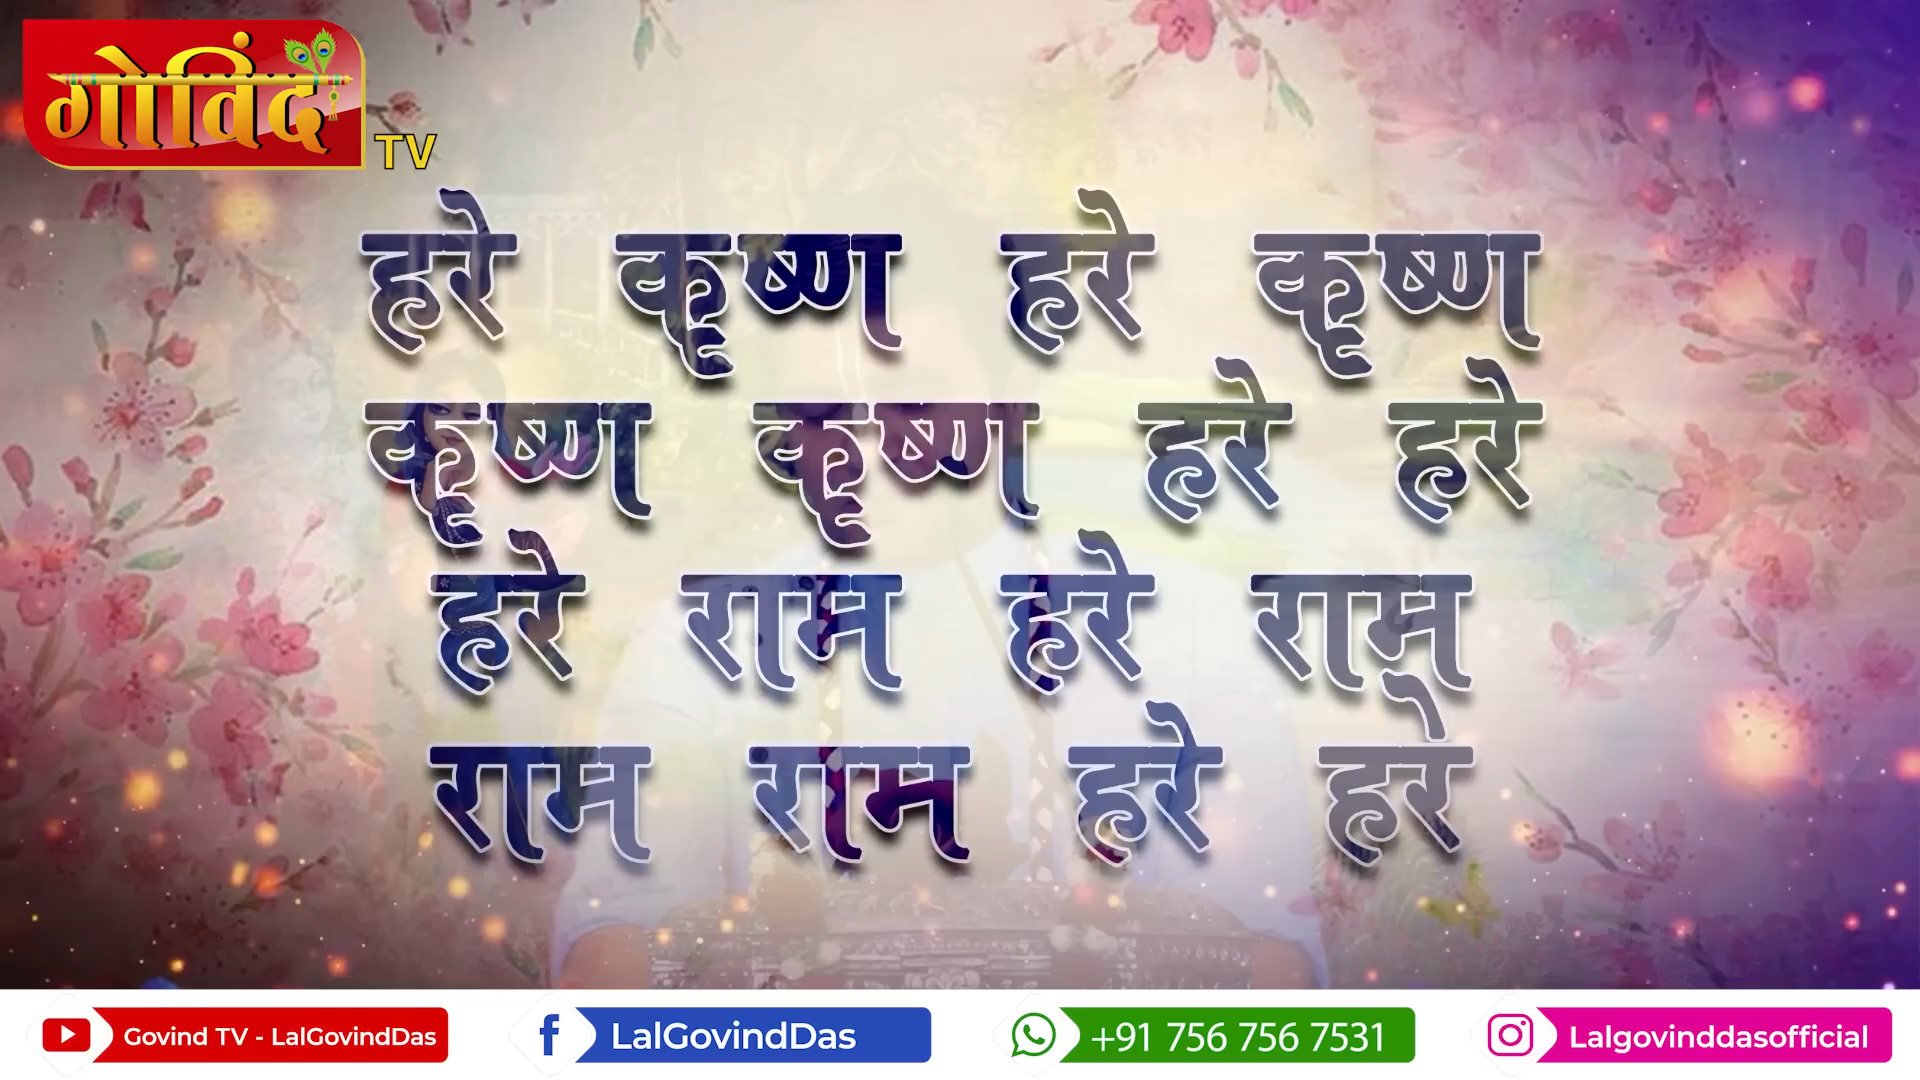 गोविंद
TV
हरे कृष्ण हरे कृष्ण
कृष्ण कृष्ण हरे हरे
हरे राम हरे राम
राम राम हरे हरे
Govind TV - LalGovindDas
LalGovindDas
+91 756 756 7531
Lalgovinddasofficial